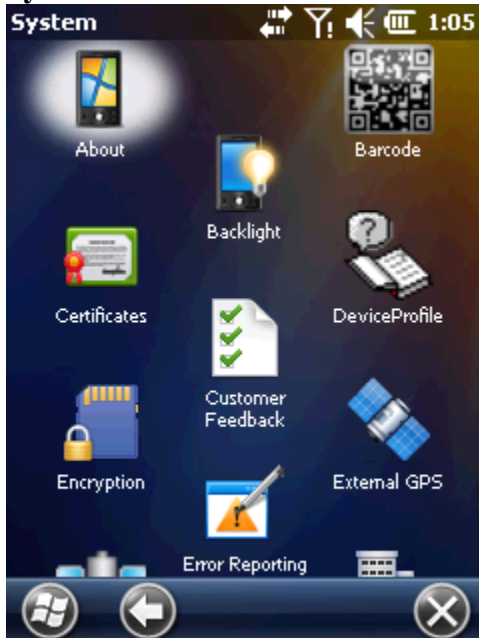 System 1:05
About
Barcode
Backlight
Certificates
DeviceProfile
Customer
Feedback
Encryption
External GPS
Error Reporting